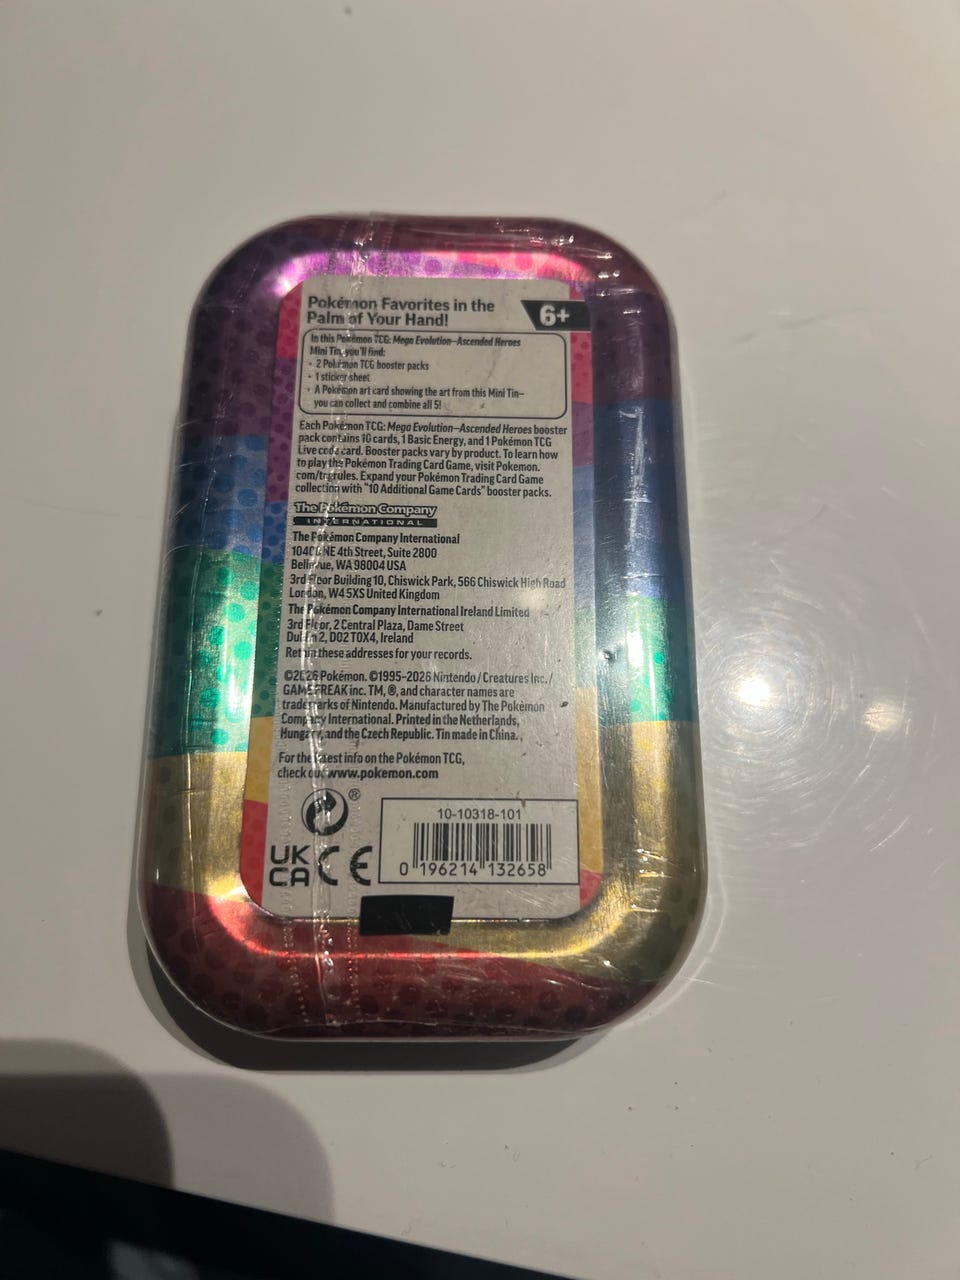 Pokémon Favorites in the
Palm of Your Hand!
6+
In this Pokémon TCG: Mega Evolution—Ascended Heroes
Mini Tin, you'll find:
• 2 Pokémon TCG booster packs
• 1 sticker sheet
• A Pokémon art card showing the art from this Mini Tin—
you can collect and combine all 5!
Each Pokémon TCG: Mega Evolution—Ascended Heroes booster
pack contains 10 cards, 1 Basic Energy, and 1 Pokémon TCG
Live code card. Booster packs vary by product. To learn how
to play the Pokémon Trading Card Game, visit Pokemon.
com/tcgrules. Expand your Pokémon Trading Card Game
collection with "10 Additional Game Cards" booster packs.
The Pokémon Company
INTERNATIONAL
The Pokémon Company International
10400 NE 4th Street, Suite 2800
Bellevue, WA 98004 USA
3rd Floor Building 10, Chiswick Park, 566 Chiswick High Road
London, W4 5XS United Kingdom
The Pokémon Company International Ireland Limited
3rd Floor, 2 Central Plaza, Dame Street
Dublin 2, D02 T0X4, Ireland
Retain these addresses for your records.
©2026 Pokémon. ©1995–2026 Nintendo / Creatures Inc. /
GAME FREAK inc. TM, ®, and character names are
trademarks of Nintendo. Manufactured by The Pokémon
Company International. Printed in the Netherlands,
Hungary, and the Czech Republic. Tin made in China.
For the latest info on the Pokémon TCG,
check out www.pokemon.com
®
UK
CA CE
10-10318-101
0 196214 132658